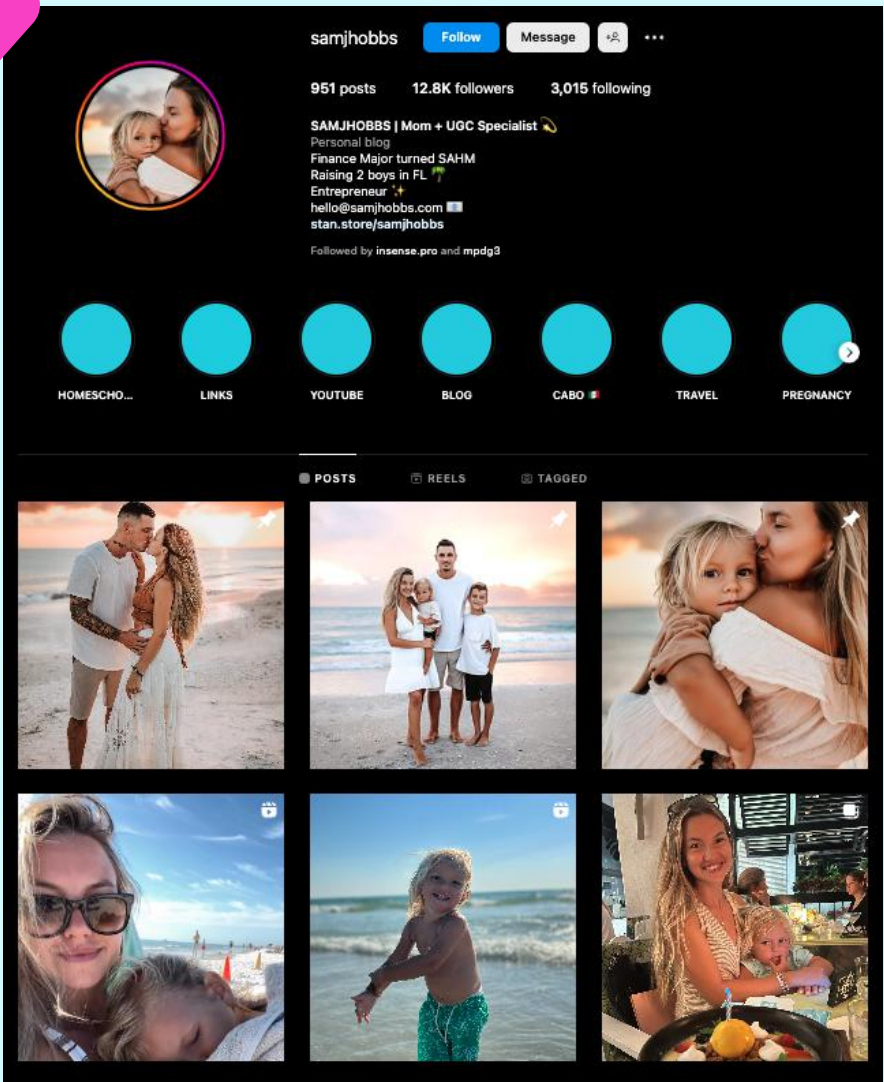 samjhobbs Follow Message
951 posts 12.8K followers 3,015 following
SAMJHOBBS | Mom + UGC Specialist 💫
Personal blog
Finance Major turned SAHM
Raising 2 boys in FL 🌴
Entrepreneur ✨
hello@samjhobbs.com 📧
stan.store/samjhobbs
Followed by insense.pro and mpdg3
HOMESCHO... LINKS YOUTUBE BLOG CABO 🇲🇽 TRAVEL PREGNANCY
POSTS REELS TAGGED